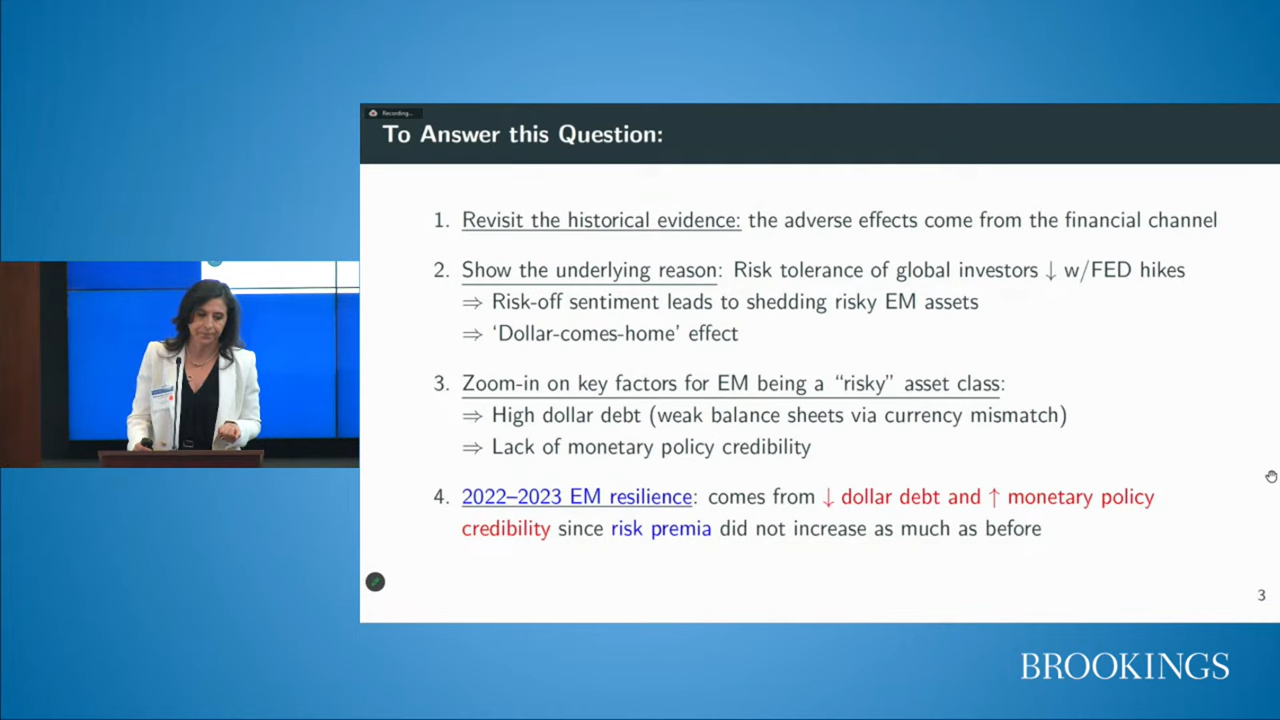 Recording...
To Answer this Question:
1. Revisit the historical evidence: the adverse effects come from the financial channel
2. Show the underlying reason: Risk tolerance of global investors ↓ w/FED hikes
⇒ Risk-off sentiment leads to shedding risky EM assets
⇒ ‘Dollar-comes-home’ effect
3. Zoom-in on key factors for EM being a “risky” asset class:
⇒ High dollar debt (weak balance sheets via currency mismatch)
⇒ Lack of monetary policy credibility
4. 2022–2023 EM resilience: comes from ↓ dollar debt and ↑ monetary policy
credibility since risk premia did not increase as much as before
3
BROOKINGS